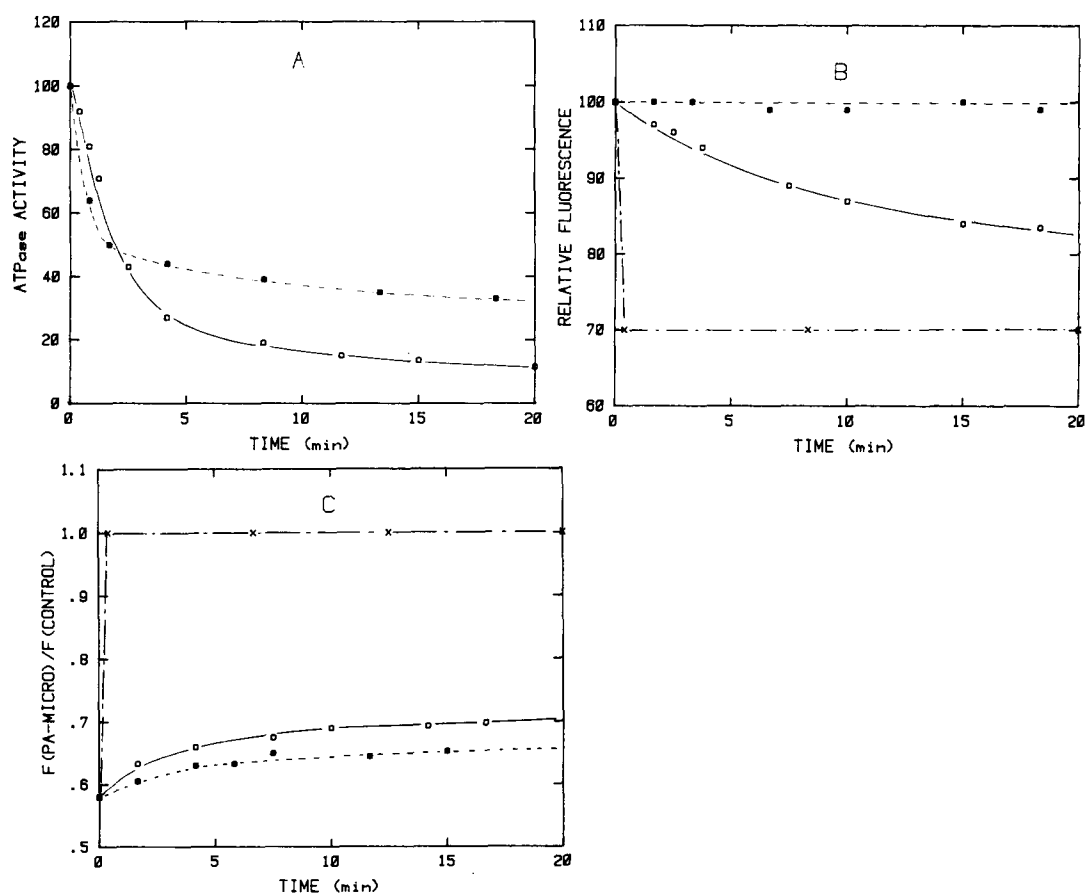 A
120
100
80
60
40
20
0
ATPase ACTIVITY
0 5 10 15 20
TIME (min)
B
110
100
90
80
70
60
RELATIVE FLUORESCENCE
0 5 10 15 20
TIME (min)
C
1.1
1.0
.9
.8
.7
.6
.5
F(PA-MICRO)/F(CONTROL)
0 5 10 15 20
TIME (min)